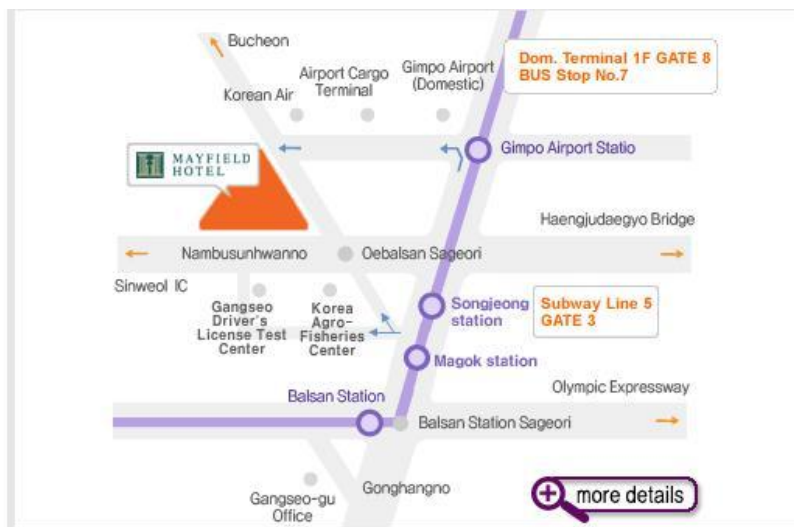 Bucheon
Dom. Terminal 1F GATE 8
BUS Stop No.7
Airport Cargo
Terminal
Gimpo Airport
(Domestic)
Korean Air
Gimpo Airport Statio
MAYFIELD
HOTEL
Haengjudaegyo Bridge
Nambusunhwanno
Oebalsan Sageori
Sinweol IC
Gangseo
Driver's
License Test
Center
Korea
Agro-
Fisheries
Center
Songjeong
station
Subway Line 5
GATE 3
Magok station
Olympic Expressway
Balsan Station
Balsan Station Sageori
Gangseo-gu
Office
Gonghangno
more details